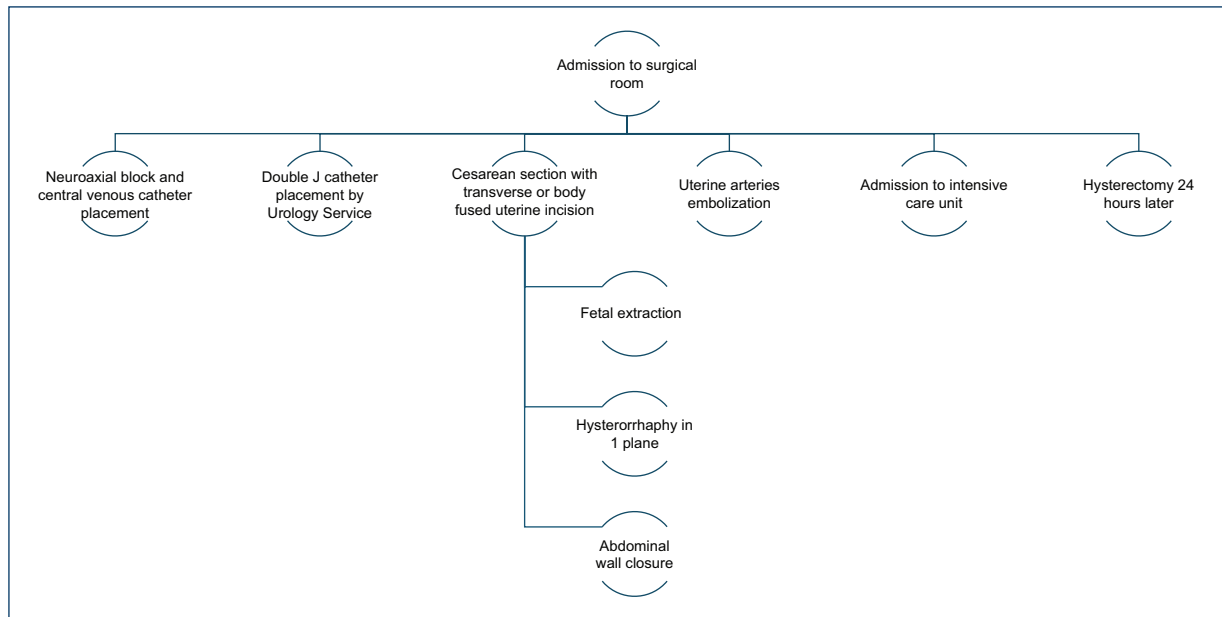 Admission to surgical
room
Neuroaxial block and
central venous catheter
placement
Double J catheter
placement by
Urology Service
Cesarean section with
transverse or body
fused uterine incision
Uterine arteries
embolization
Admission to intensive
care unit
Hysterectomy 24
hours later
Fetal extraction
Hysterorrhaphy in
1 plane
Abdominal
wall closure